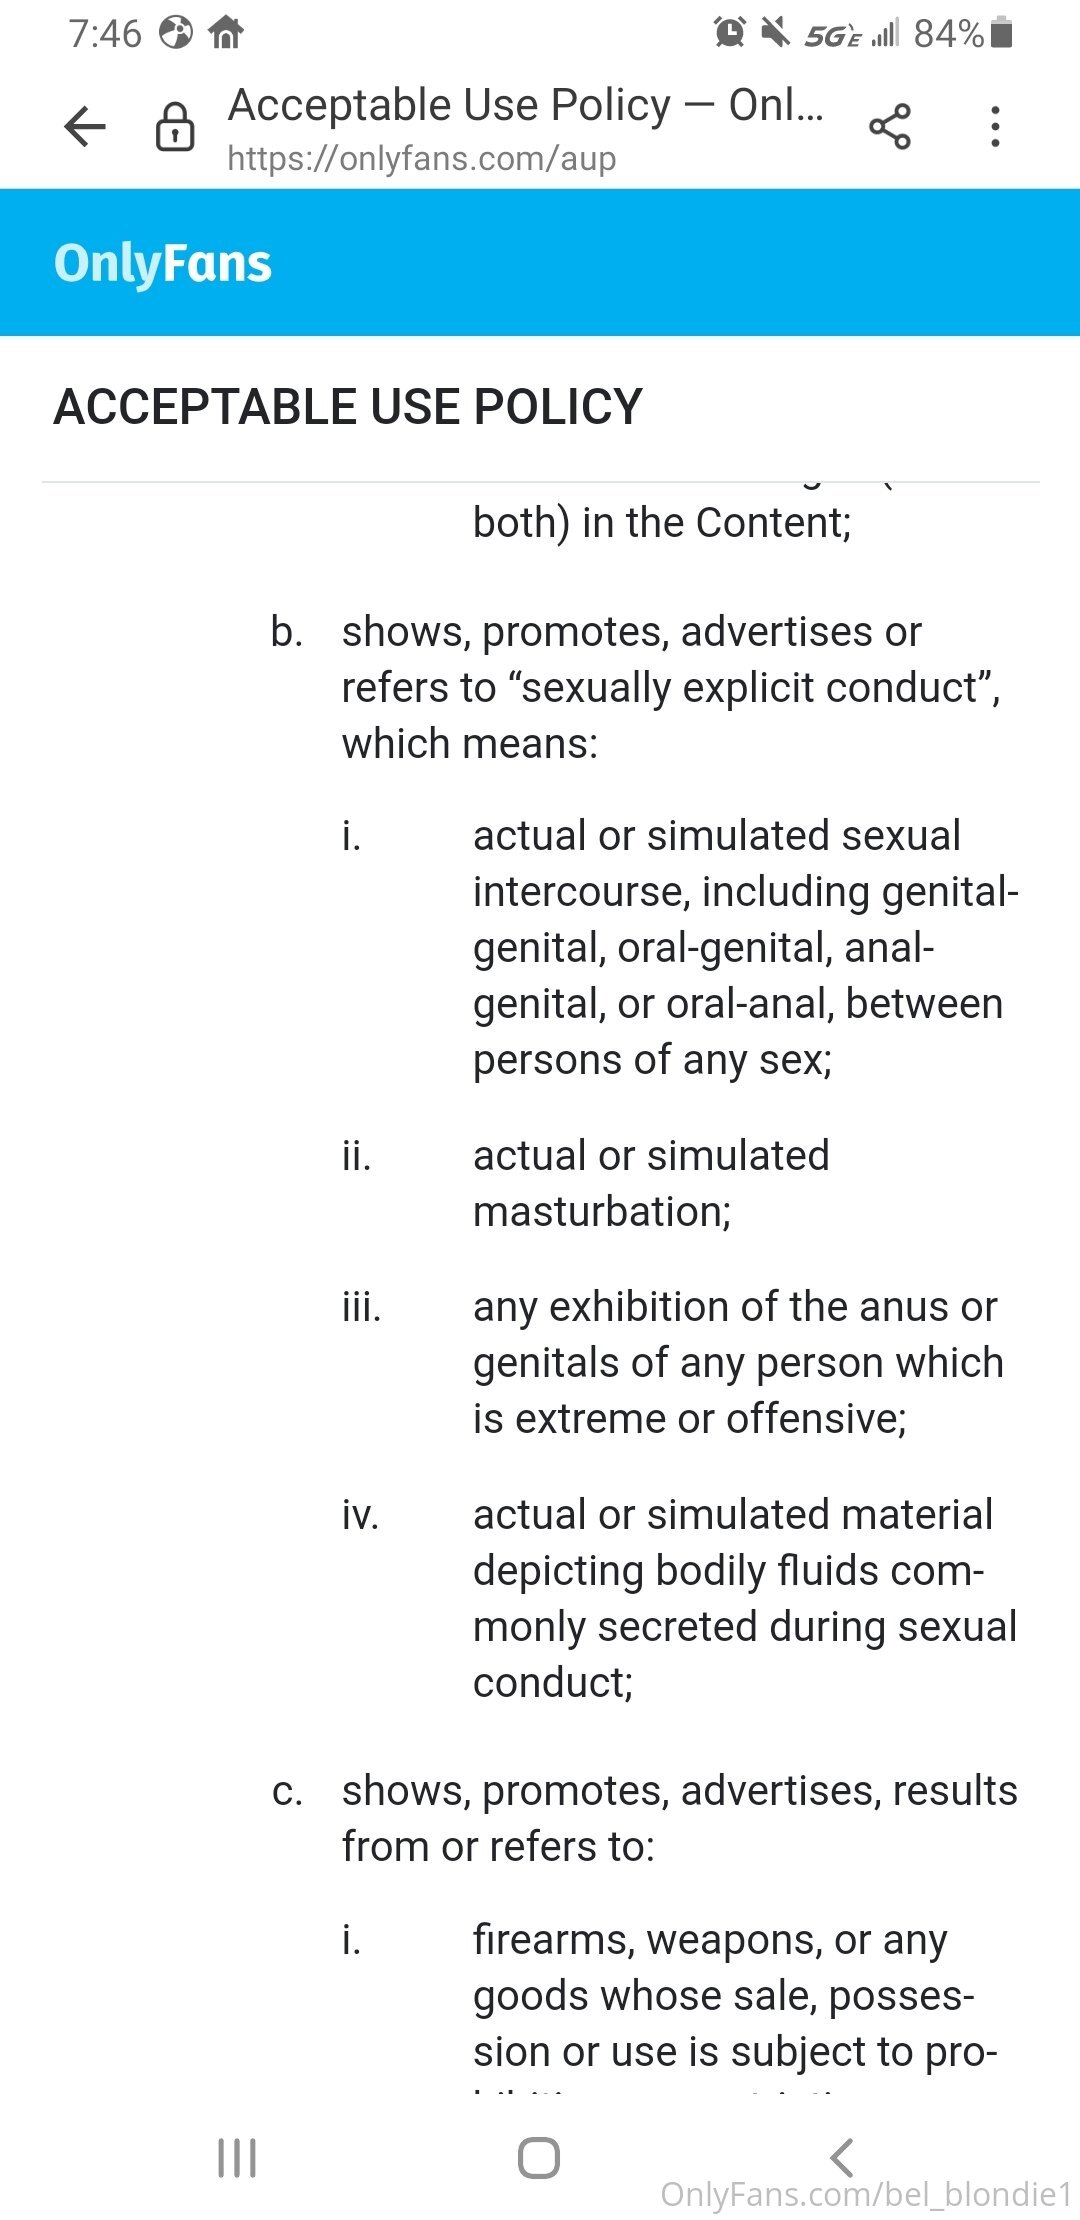 7:46
5GE 84%
Acceptable Use Policy — Onl...
https://onlyfans.com/aup
OnlyFans
ACCEPTABLE USE POLICY
both) in the Content;
b. shows, promotes, advertises or
refers to “sexually explicit conduct”,
which means:
i. actual or simulated sexual
intercourse, including genital-
genital, oral-genital, anal-
genital, or oral-anal, between
persons of any sex;
ii. actual or simulated
masturbation;
iii. any exhibition of the anus or
genitals of any person which
is extreme or offensive;
iv. actual or simulated material
depicting bodily fluids com-
monly secreted during sexual
conduct;
c. shows, promotes, advertises, results
from or refers to:
i. firearms, weapons, or any
goods whose sale, posses-
sion or use is subject to pro-
OnlyFans.com/bel_blondie1